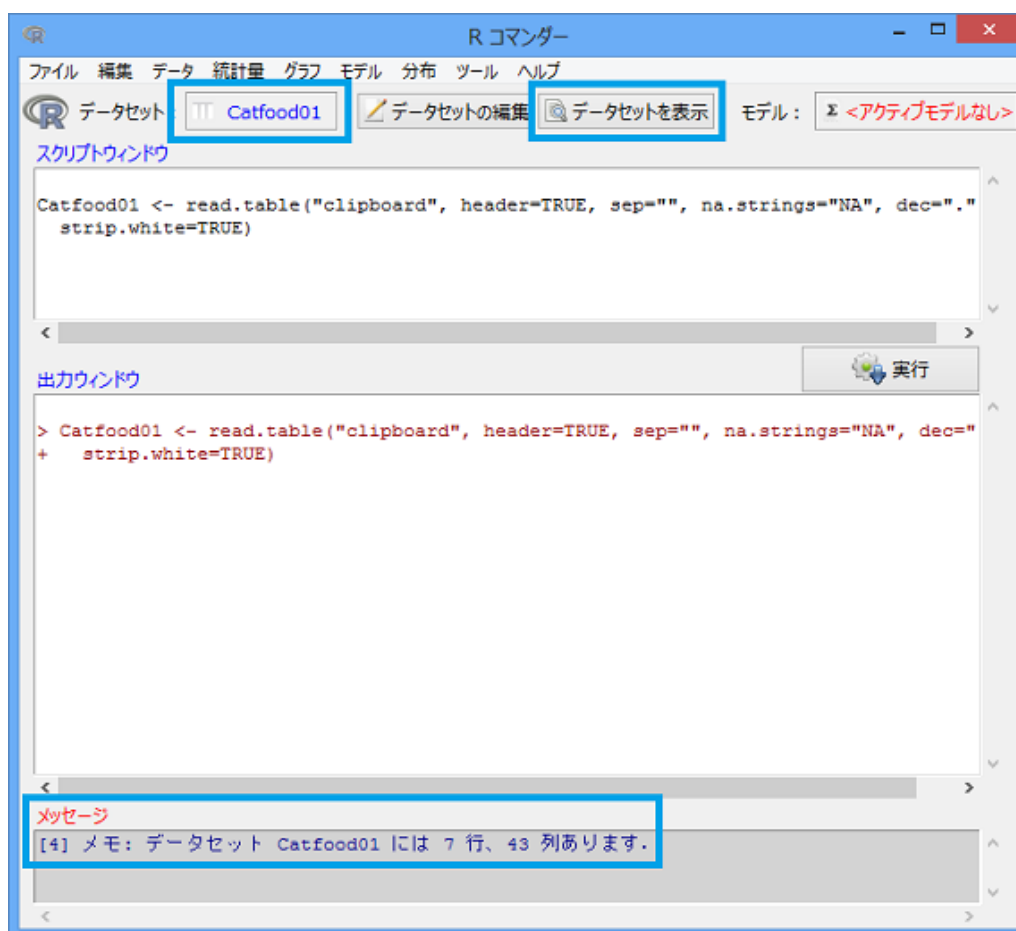 R コマンダー
ファイル 編集 データ 統計量 グラフ モデル 分布 ツール ヘルプ
R データセット: Catfood01 データセットの編集 データセットを表示 モデル： Σ <アクティブモデルなし>
スクリプトウィンドウ
Catfood01 <- read.table("clipboard", header=TRUE, sep="", na.strings="NA", dec="."
strip.white=TRUE)
実行
出力ウィンドウ
> Catfood01 <- read.table("clipboard", header=TRUE, sep="", na.strings="NA", dec="
+ strip.white=TRUE)
メッセージ
[4] メモ: データセット Catfood01 には 7 行、43 列あります.